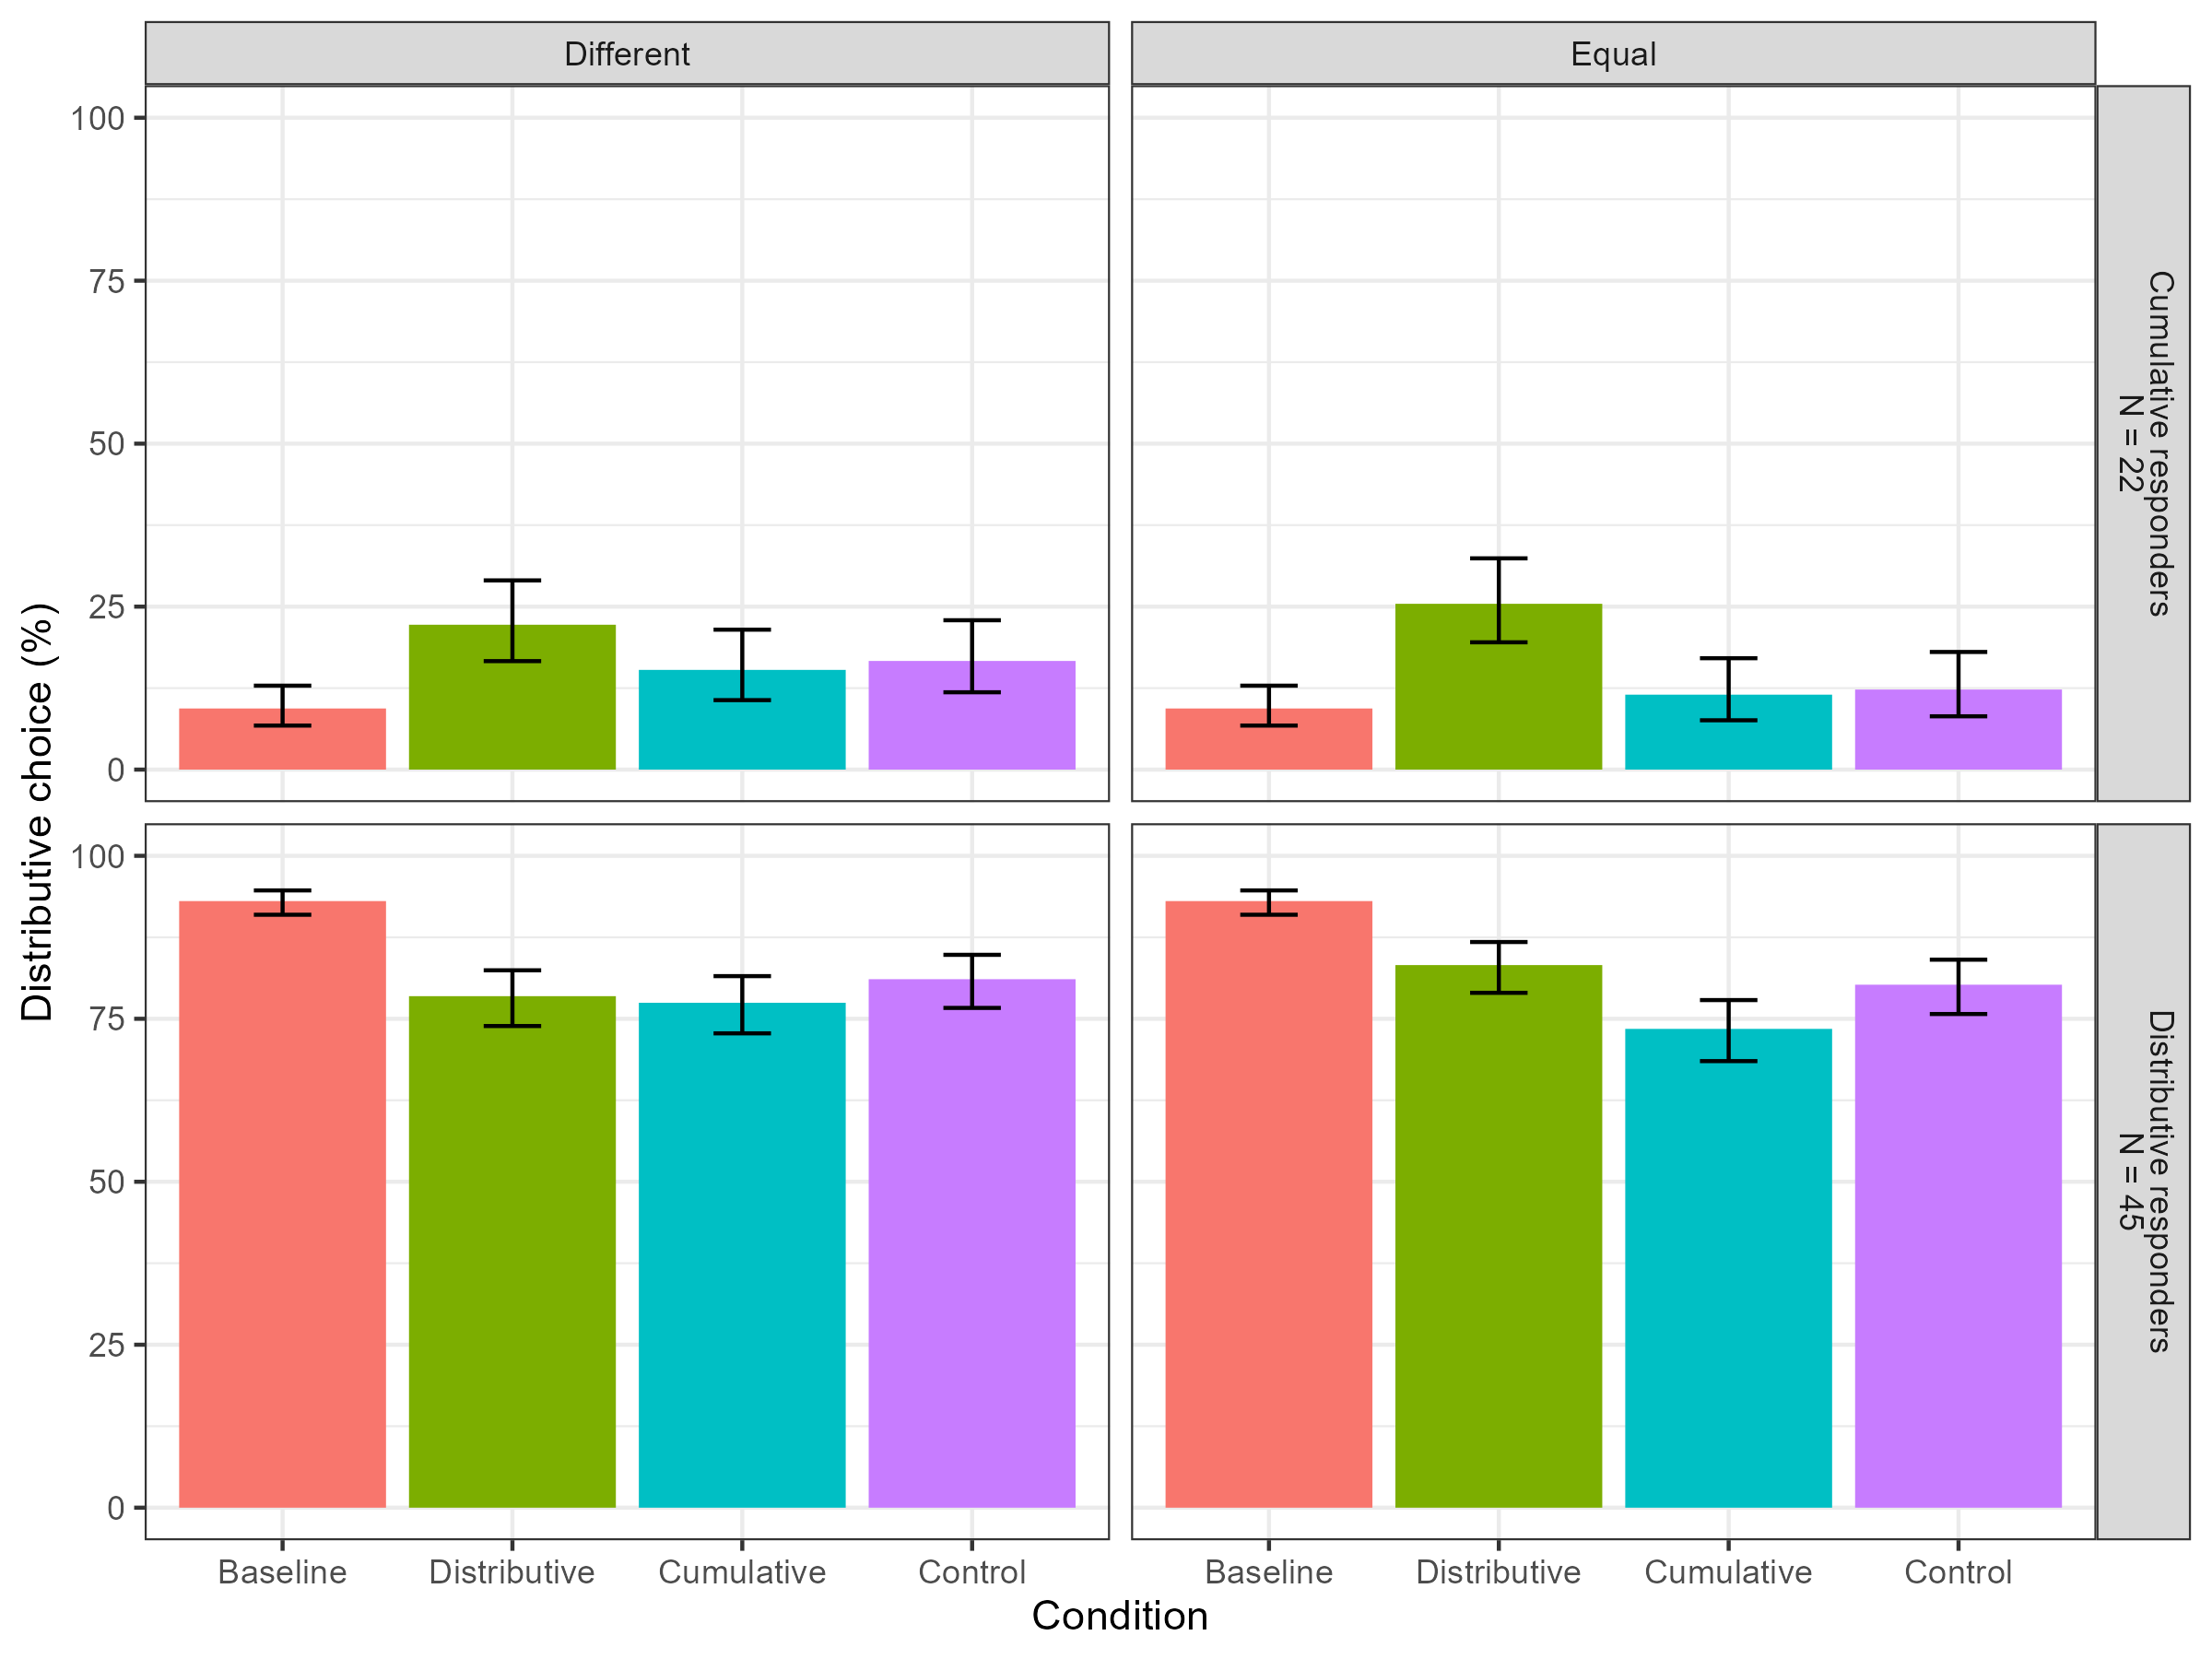 Different
Equal
100
75
50
25
0
Cumulative responders
N = 22
Distributive choice (%)
100
75
50
25
0
Distributive responders
N = 45
Baseline
Distributive
Cumulative
Control
Baseline
Distributive
Cumulative
Control
Condition